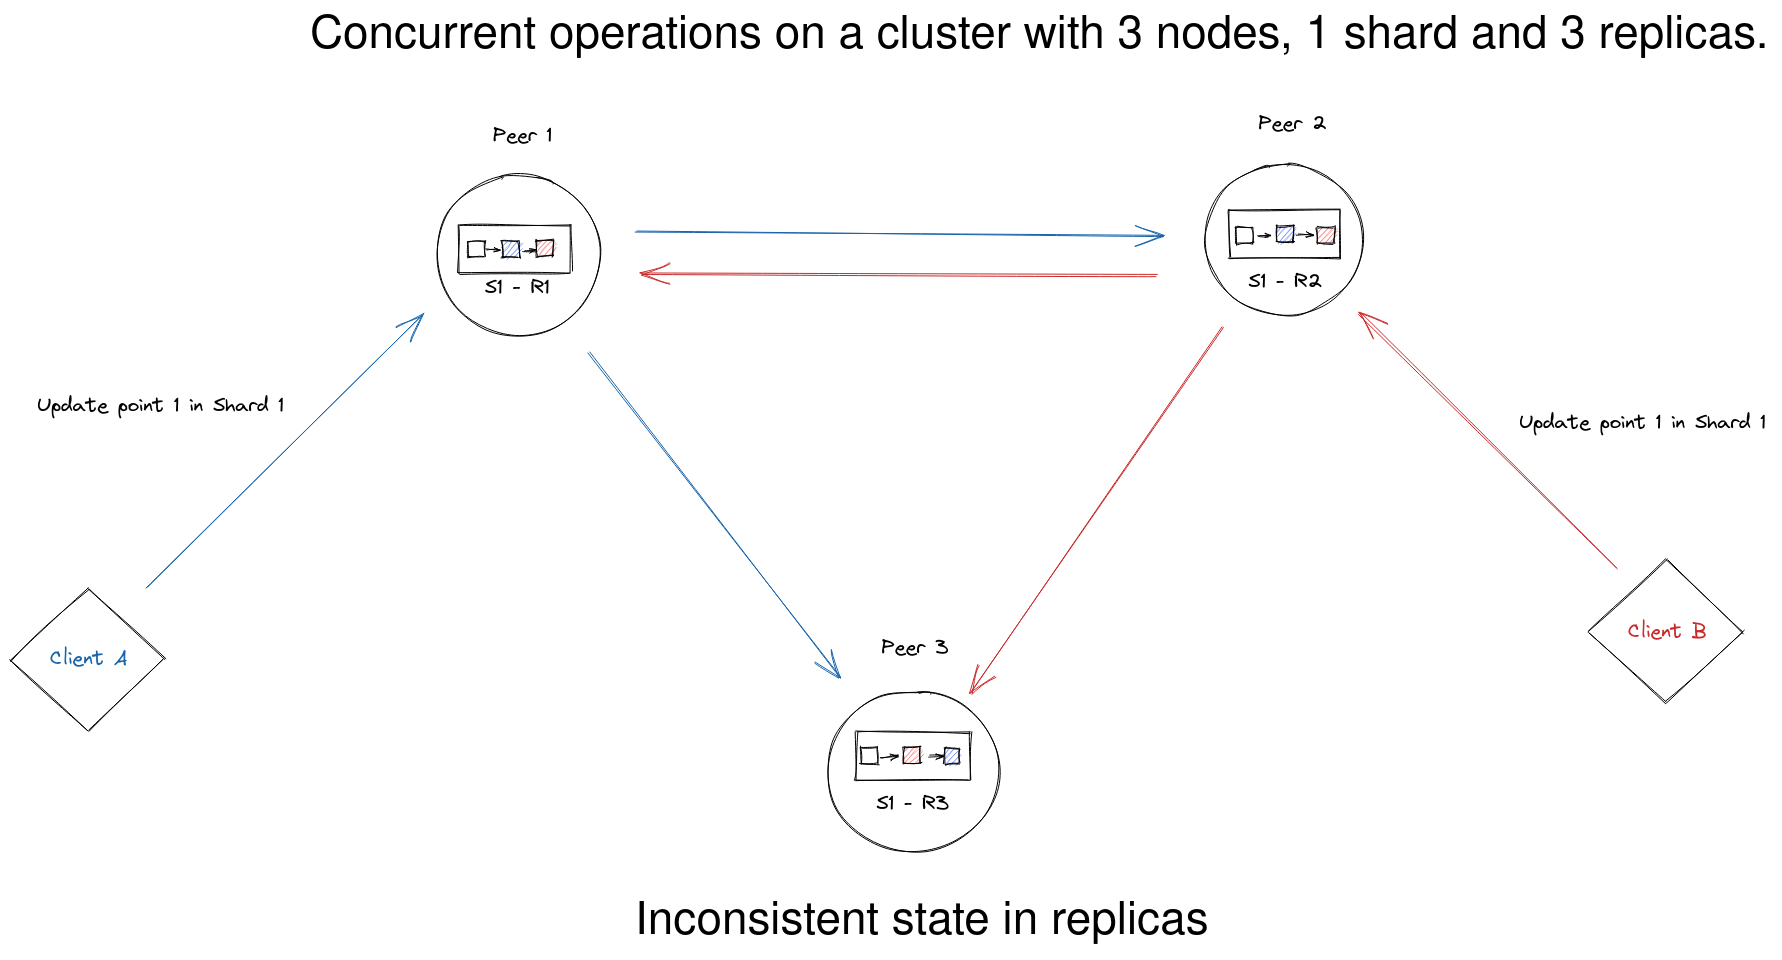 Concurrent operations on a cluster with 3 nodes, 1 shard and 3 replicas.
Peer 1
Peer 2
S1 - R1
S1 - R2
Update point 1 in Shard 1
Update point 1 in Shard 1
Client A
Client B
Peer 3
S1 - R3
Inconsistent state in replicas